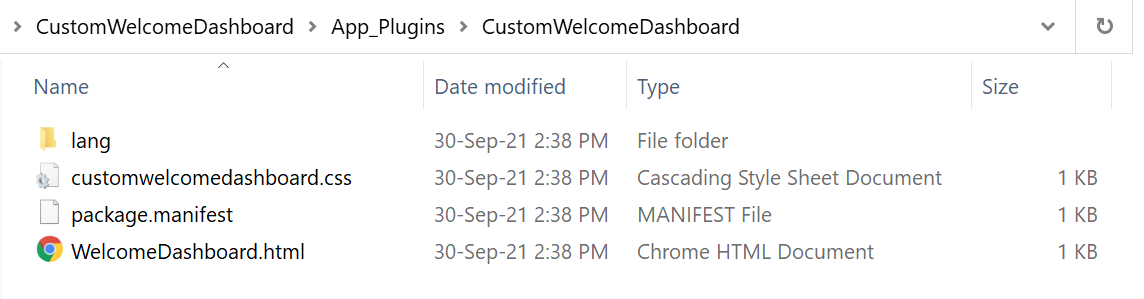 CustomWelcomeDashboard > App_Plugins > CustomWelcomeDashboard
Name Date modified Type Size
lang 30-Sep-21 2:38 PM File folder
customwelcomedashboard.css 30-Sep-21 2:38 PM Cascading Style Sheet Document 1 KB
package.manifest 30-Sep-21 2:38 PM MANIFEST File 1 KB
WelcomeDashboard.html 30-Sep-21 2:38 PM Chrome HTML Document 1 KB